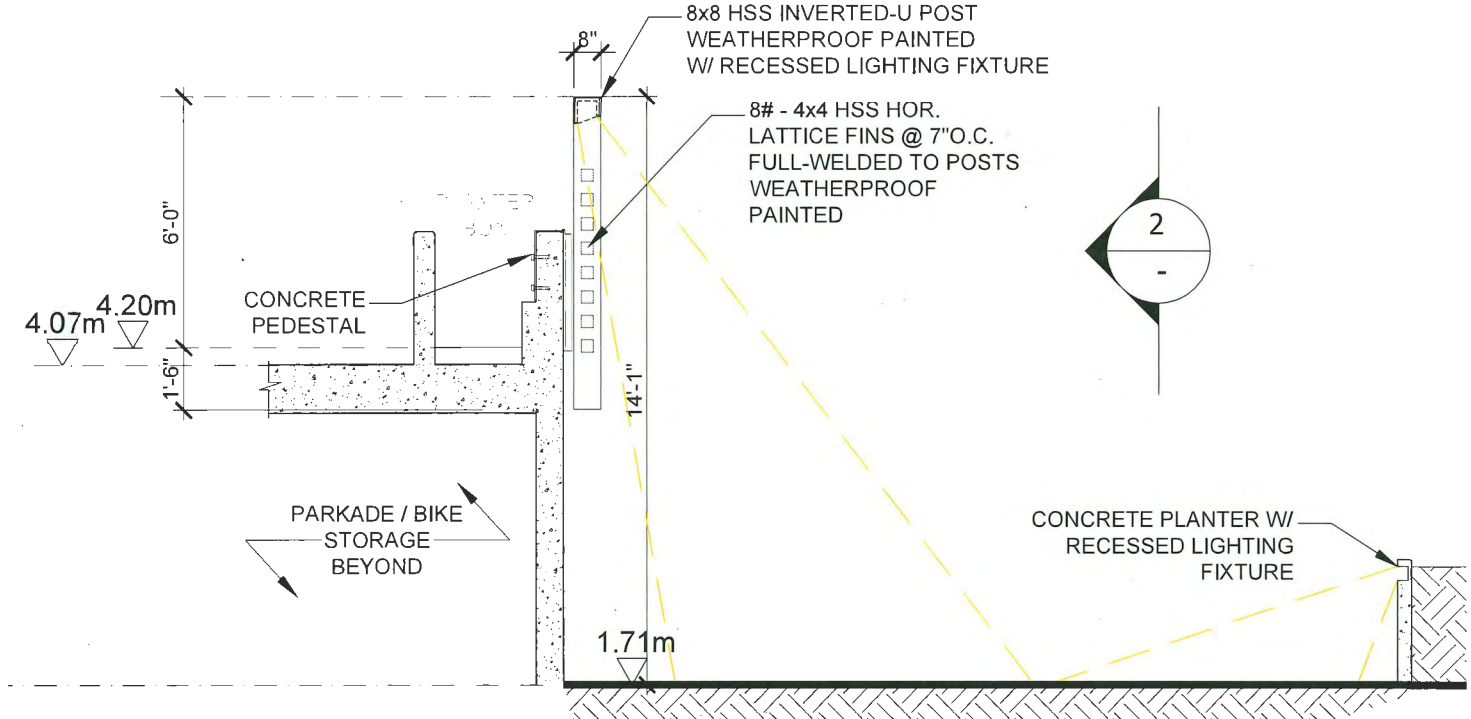 8x8 HSS INVERTED-U POST
WEATHERPROOF PAINTED
W/ RECESSED LIGHTING FIXTURE
8"
8# - 4x4 HSS HOR.
LATTICE FINS @ 7"O.C.
FULL-WELDED TO POSTS
WEATHERPROOF
PAINTED
2
-
6'-0"
CONCRETE
PEDESTAL
4.20m
4.07m
1'-6"
14'-1"
PARKADE / BIKE
STORAGE
BEYOND
CONCRETE PLANTER W/
RECESSED LIGHTING
FIXTURE
1.71m